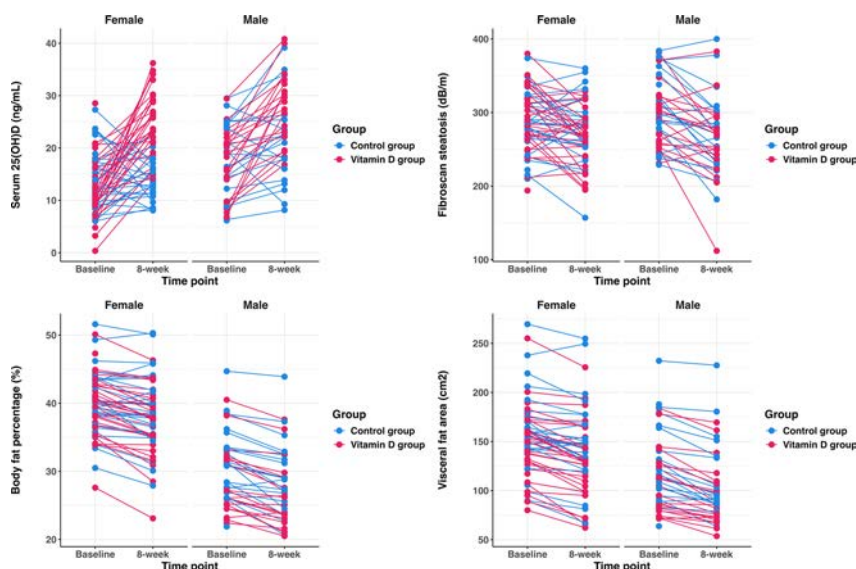 Female Male
Serum 25(OH)D (ng/mL)
40
30
20
10
0
Baseline 8-week Baseline 8-week
Time point
Group
Control group
Vitamin D group
Female Male
Fibroscan steatosis (dB/m)
400
300
200
100
Baseline 8-week Baseline 8-week
Time point
Group
Control group
Vitamin D group
Female Male
Body fat percentage (%)
50
40
30
20
Baseline 8-week Baseline 8-week
Time point
Group
Control group
Vitamin D group
Female Male
Visceral fat area (cm2)
250
200
150
100
50
Baseline 8-week Baseline 8-week
Time point
Group
Control group
Vitamin D group